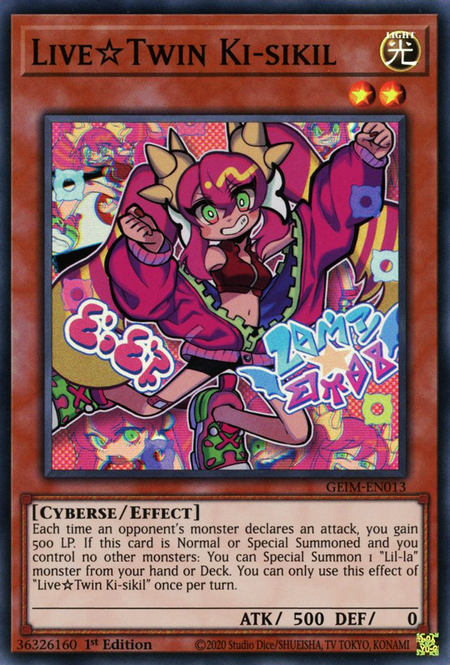 Live☆Twin Ki-sikil
LIGHT
光
GEIM-EN013
[Cyberse/Effect]
Each time an opponent's monster declares an attack, you gain
500 LP. If this card is Normal or Special Summoned and you
control no other monsters: You can Special Summon 1 "Lil-la"
monster from your hand or Deck. You can only use this effect of
"Live☆Twin Ki-sikil" once per turn.
ATK/ 500 DEF/ 0
36326160 1st Edition ©2020 Studio Dice/SHUEISHA, TV TOKYO, KONAMI